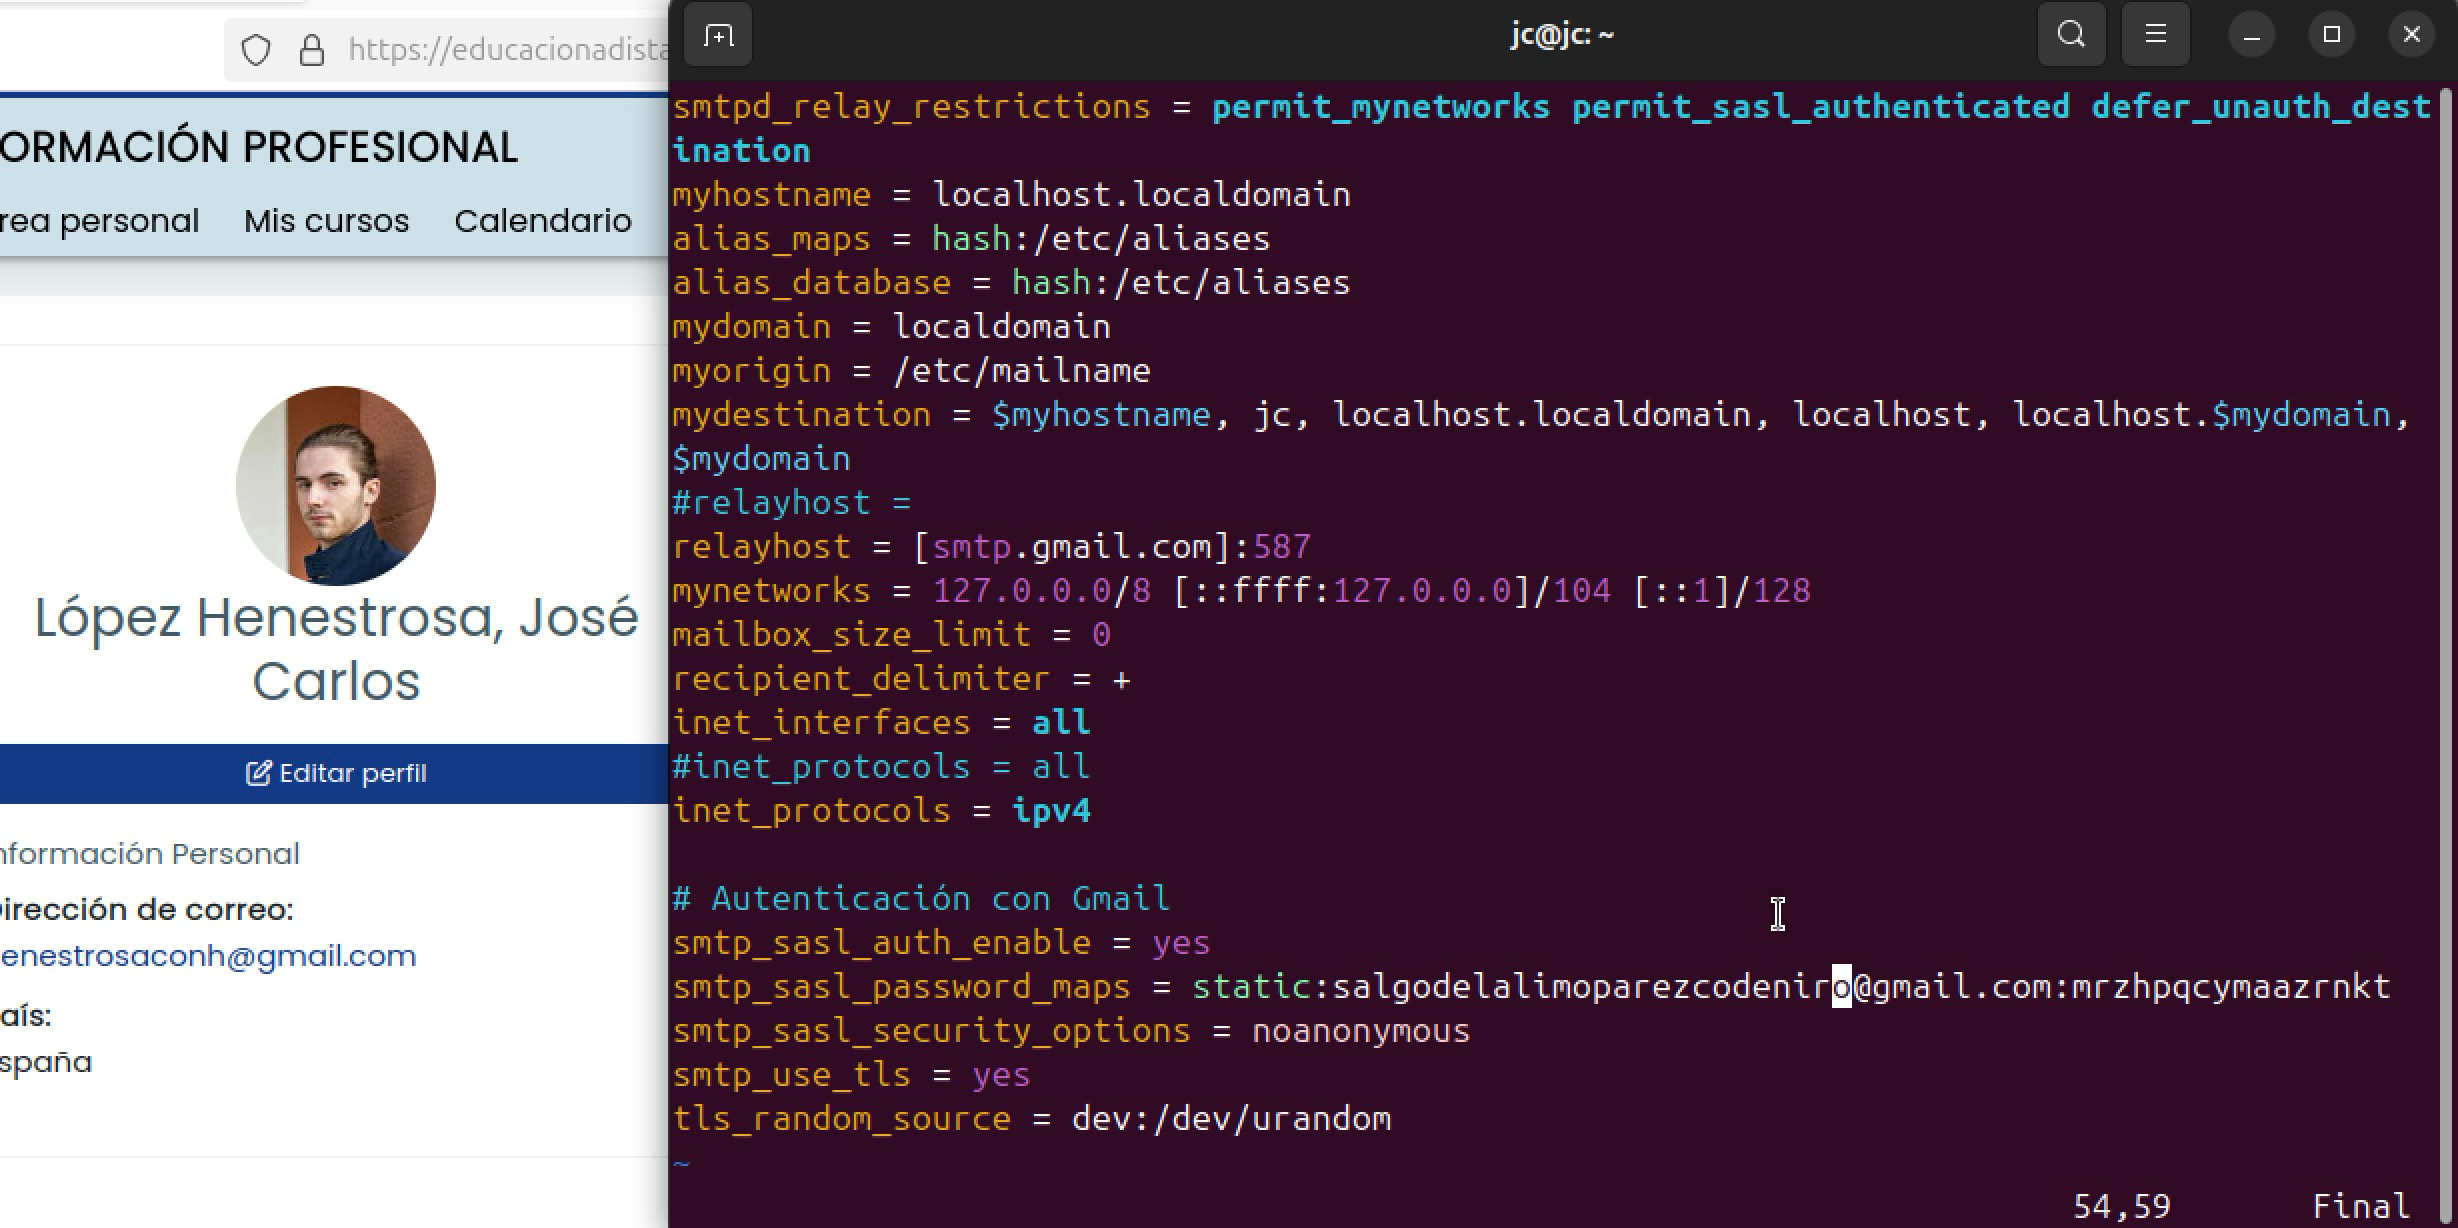 https://educacionadista
ORMACIÓN PROFESIONAL
rea personal Mis cursos Calendario
López Henestrosa, José
Carlos
Editar perfil
nformación Personal
Dirección de correo:
enestrosaconh@gmail.com
aís:
spaña
jc@jc: ~
smtpd_relay_restrictions = permit_mynetworks permit_sasl_authenticated defer_unauth_dest
ination
myhostname = localhost.localdomain
alias_maps = hash:/etc/aliases
alias_database = hash:/etc/aliases
mydomain = localdomain
myorigin = /etc/mailname
mydestination = $myhostname, jc, localhost.localdomain, localhost, localhost.$mydomain,
$mydomain
#relayhost =
relayhost = [smtp.gmail.com]:587
mynetworks = 127.0.0.0/8 [::ffff:127.0.0.0]/104 [::1]/128
mailbox_size_limit = 0
recipient_delimiter = +
inet_interfaces = all
#inet_protocols = all
inet_protocols = ipv4
# Autenticación con Gmail
smtp_sasl_auth_enable = yes
smtp_sasl_password_maps = static:salgodelalimoparezcodeniro@gmail.com:mrzhpqcymaazrnkt
smtp_sasl_security_options = noanonymous
smtp_use_tls = yes
tls_random_source = dev:/dev/urandom
~
54,59 Final